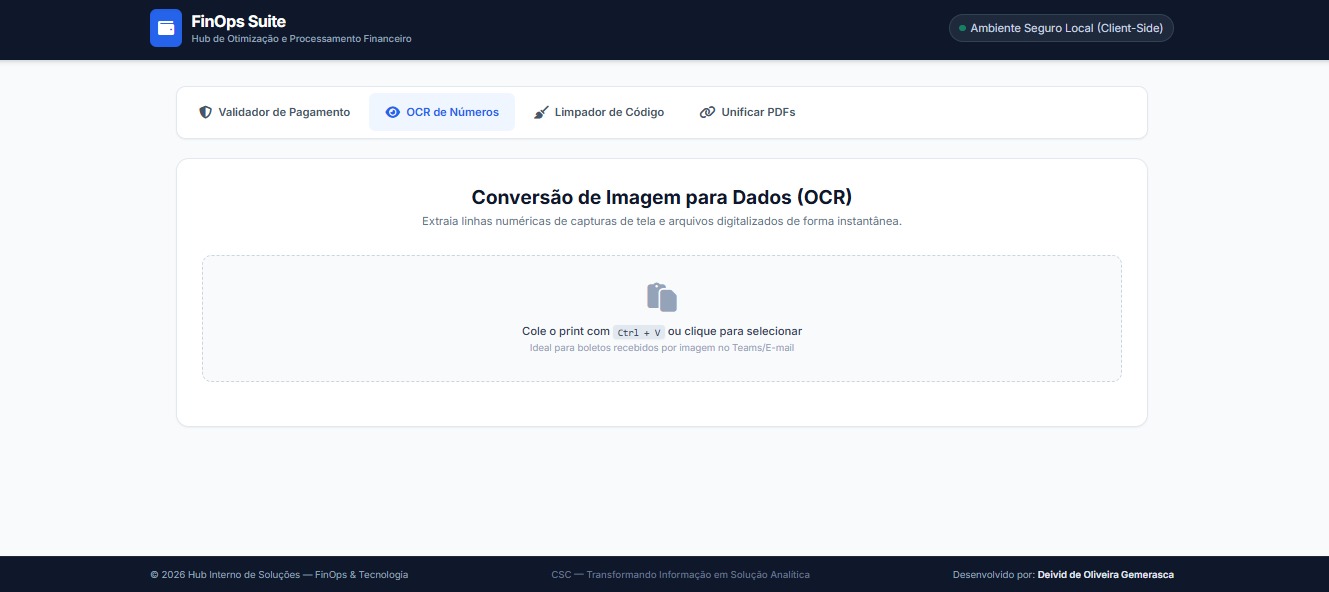 FinOps Suite
Hub de Otimização e Processamento Financeiro
Ambiente Seguro Local (Client-Side)
Validador de Pagamento
OCR de Números
Limpador de Código
Unificar PDFs
Conversão de Imagem para Dados (OCR)
Extraia linhas numéricas de capturas de tela e arquivos digitalizados de forma instantânea.
Cole o print com Ctrl + V ou clique para selecionar
Ideal para boletos recebidos por imagem no Teams/E-mail
© 2026 Hub Interno de Soluções — FinOps & Tecnologia
CSC — Transformando Informação em Solução Analítica
Desenvolvido por: Deivid de Oliveira Gemerasca